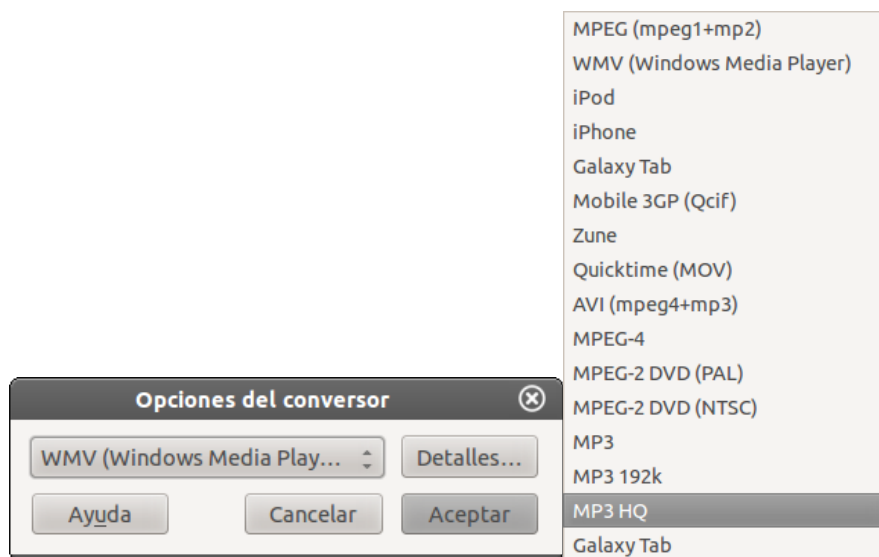 MPEG (mpeg1+mp2)
WMV (Windows Media Player)
iPod
iPhone
Galaxy Tab
Mobile 3GP (Qcif)
Zune
Quicktime (MOV)
AVI (mpeg4+mp3)
MPEG-4
MPEG-2 DVD (PAL)
MPEG-2 DVD (NTSC)
MP3
MP3 192k
MP3 HQ
Galaxy Tab
Opciones del conversor
WMV (Windows Media Play... Detalles...
Ayuda Cancelar Aceptar